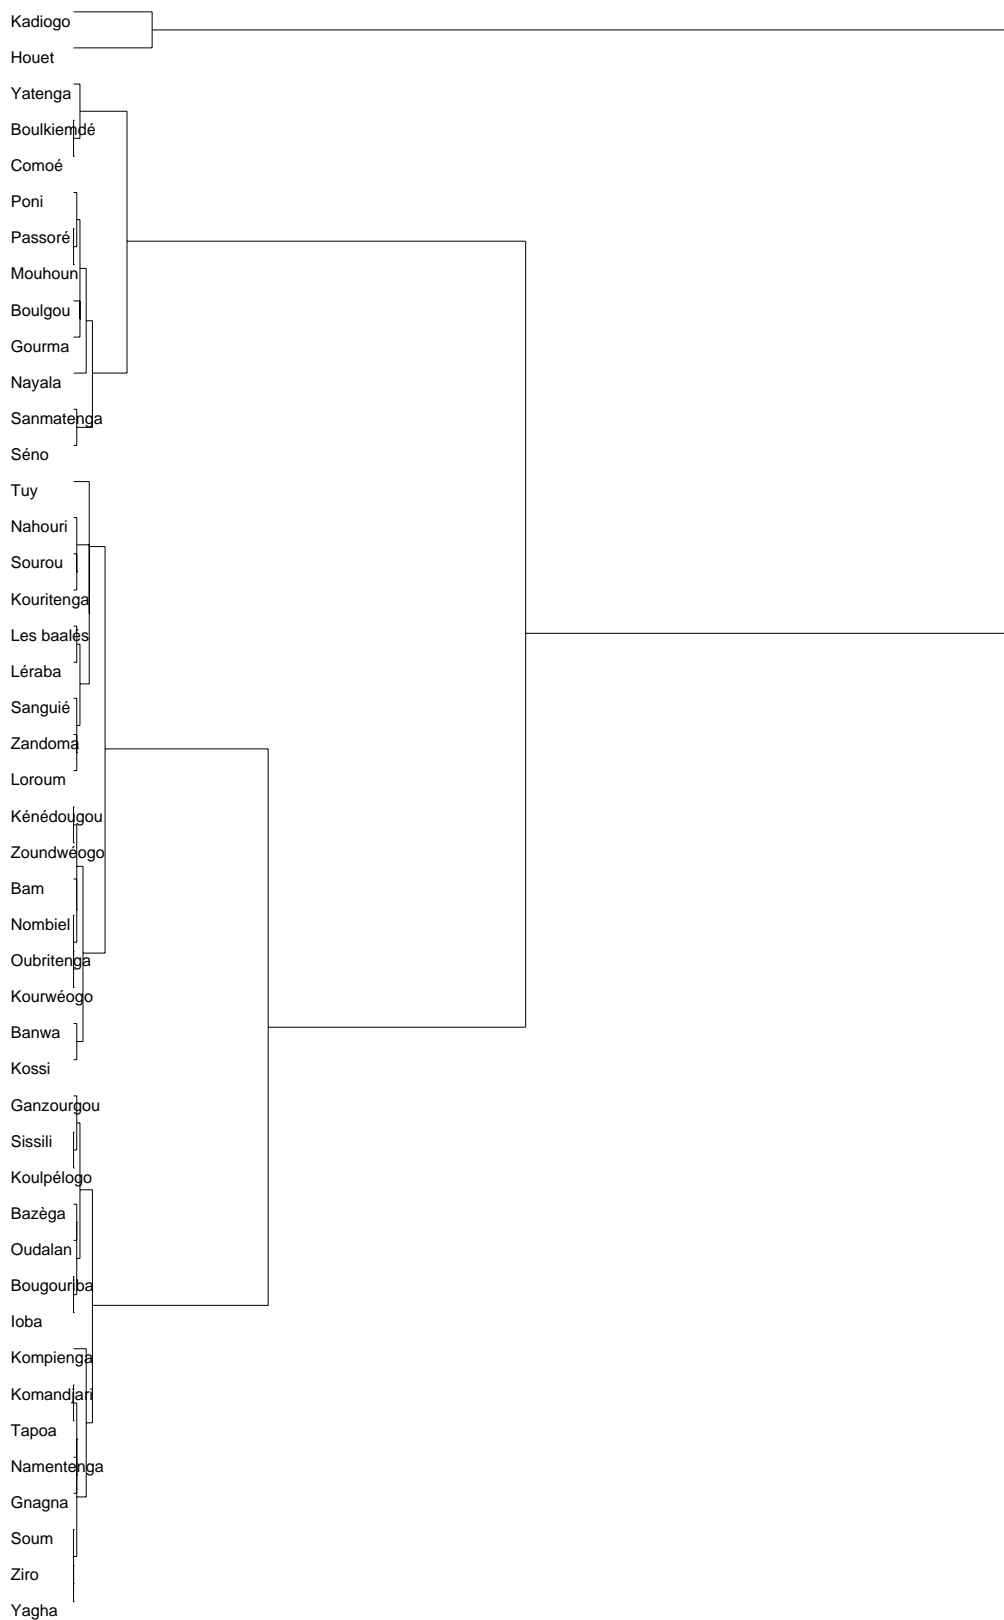 Kadiogo
Houet
Yatenga
Boulkiemdé
Comoé
Poni
Passoré
Mouhoun
Boulgou
Gourma
Nayala
Sanmatenga
Séno
Tuy
Nahouri
Sourou
Kouritenga
Les baalés
Léraba
Sanguié
Zandoma
Loroum
Kénédougou
Zoundwéogo
Bam
Nombiel
Oubritenga
Kourwéogo
Banwa
Kossi
Ganzourgou
Sissili
Koulpélogo
Bazèga
Oudalan
Bougouriba
Ioba
Kompienga
Komandjari
Tapoa
Namentenga
Gnagna
Soum
Ziro
Yagha